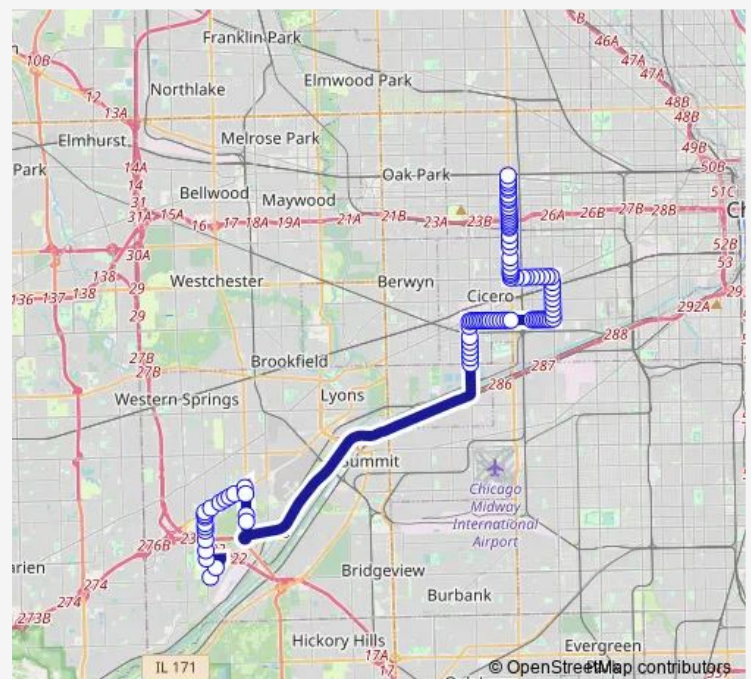 Franklin Park
10B
46A
47A
47A
12
Northlake
Elmwood Park
13A
48B
48B
Elmhurst
Melrose Park
49B
Park
14A
Oak Park
50B
14
Bellwood
Maywood
51C
31
31A 15A 16 17 18A 19A 21A 21B 23A 23B 26A 26B 27B 28B
30A
52B
138
Westchester
Berwyn
53
136 137 138
29
Cicero
292A
29
288
27B
27B
Brookfield
287
286
Western Springs
Lyons
Summit
Chicago
Midway
International
Airport
276B
22
274
Bridgeview
274
Burbank
273B
Hickory Hills
17A
17
Evergreen
IL 171
© OpenStreetMap contributors